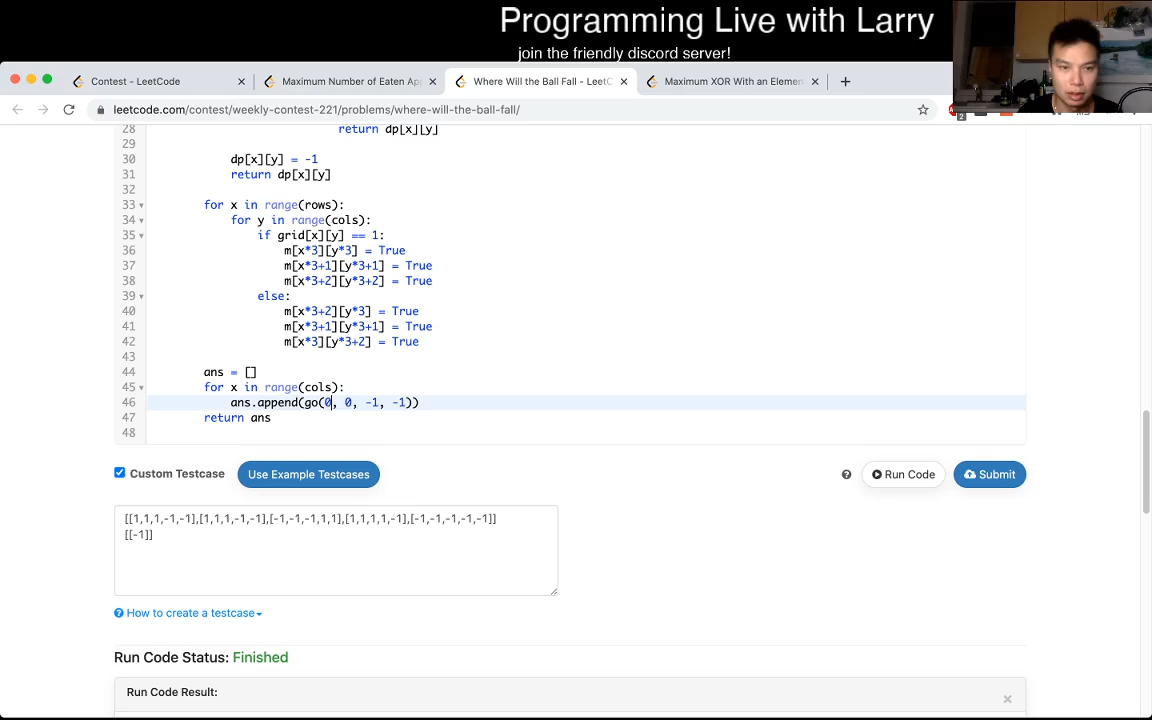 Programming Live with Larry
join the friendly discord server!
Contest - LeetCode
Maximum Number of Eaten Ap
Where Will the Ball Fall - LeetC
Maximum XOR With an Elemen
leetcode.com/contest/weekly-contest-221/problems/where-will-the-ball-fall/
2
28 return dp[x][y]
29
30 dp[x][y] = -1
31 return dp[x][y]
32
33 for x in range(rows):
34 for y in range(cols):
35 if grid[x][y] == 1:
36 m[x*3][y*3] = True
37 m[x*3+1][y*3+1] = True
38 m[x*3+2][y*3+2] = True
39 else:
40 m[x*3+2][y*3] = True
41 m[x*3+1][y*3+1] = True
42 m[x*3][y*3+2] = True
43
44 ans = []
45 for x in range(cols):
46 ans.append(go(0, 0, -1, -1))
47 return ans
48
Custom Testcase Use Example Testcases ? Run Code Submit
[[1,1,1,-1,-1],[1,1,1,-1,-1],[-1,-1,-1,1,1],[1,1,1,1,-1],[-1,-1,-1,-1,-1]]
[[-1]]
? How to create a testcase
Run Code Status: Finished
Run Code Result: ×